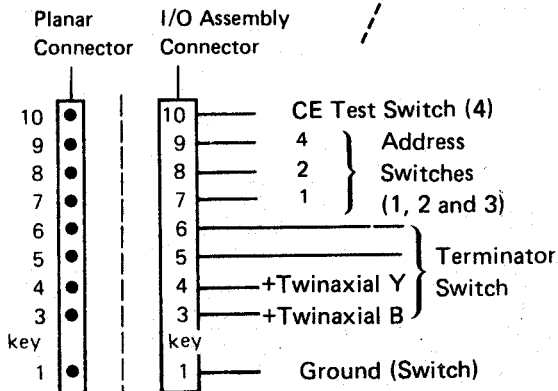 Planar Connector
I/O Assembly Connector
10 10 CE Test Switch (4)
9 9 4 Address
8 8 2 Switches
7 7 1 (1, 2 and 3)
6 6
5 5 Terminator
4 4 +Twinaxial Y Switch
3 3 +Twinaxial B
key key
1 1 Ground (Switch)